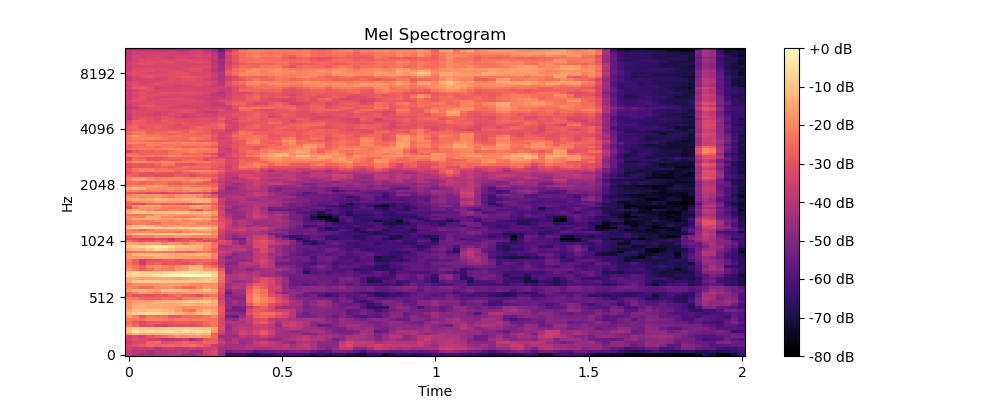 Mel Spectrogram
Hz
8192
4096
2048
1024
512
0
0 0.5 1 1.5 2
Time
+0 dB
-10 dB
-20 dB
-30 dB
-40 dB
-50 dB
-60 dB
-70 dB
-80 dB